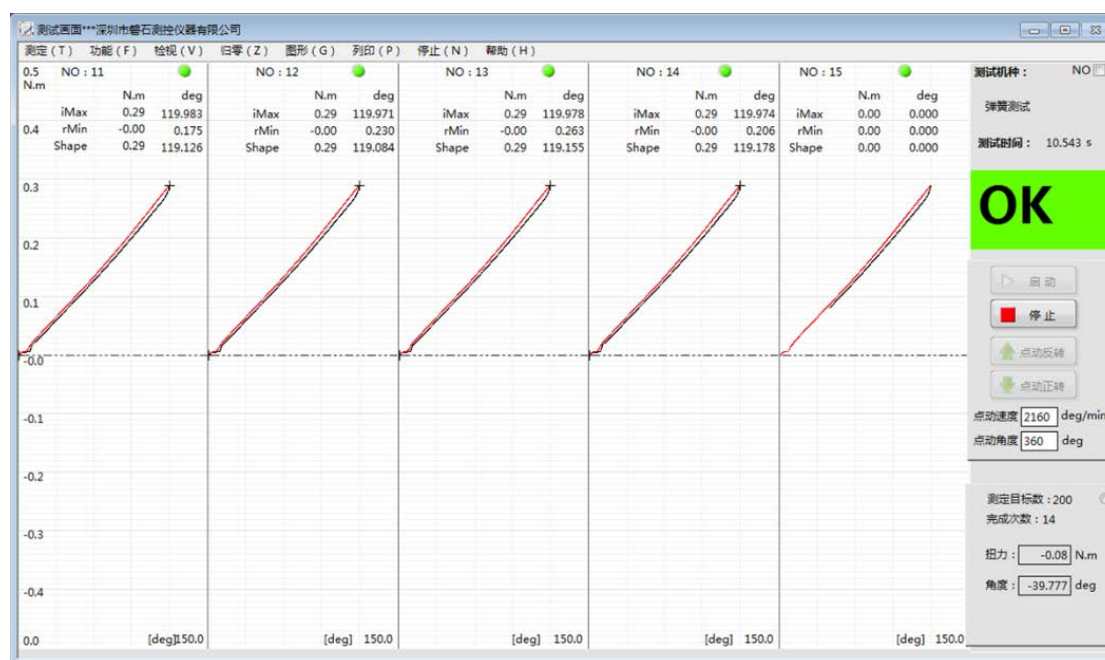 测试画面***深圳市磐石测控仪器有限公司
测定(T) 功能(F) 检视(V) 归零(Z) 图形(G) 列印(P) 停止(N) 帮助(H)
0.5 NO:11 NO:12 NO:13 NO:14 NO:15
N.m
N.m deg N.m deg N.m deg N.m deg N.m deg
iMax 0.29 119.983 iMax 0.29 119.971 iMax 0.29 119.978 iMax 0.29 119.974 iMax 0.00 0.000
0.4 rMin -0.00 0.175 rMin -0.00 0.230 rMin -0.00 0.263 rMin -0.00 0.206 rMin 0.00 0.000
Shape 0.29 119.126 Shape 0.29 119.084 Shape 0.29 119.155 Shape 0.29 119.178 Shape 0.00 0.000
0.3
0.2
0.1
-0.0
-0.1
-0.2
-0.3
-0.4
0.0 [deg]150.0 [deg] 150.0 [deg] 150.0 [deg] 150.0 [deg] 150.0
测试机种: NO
弹簧测试
测试时间: 10.543 s
OK
启动
停止
点动反转
点动正转
点动速度 2160 deg/min
点动角度 360 deg
测定目标数:200
完成次数:14
扭力: -0.08 N.m
角度: -39.777 deg